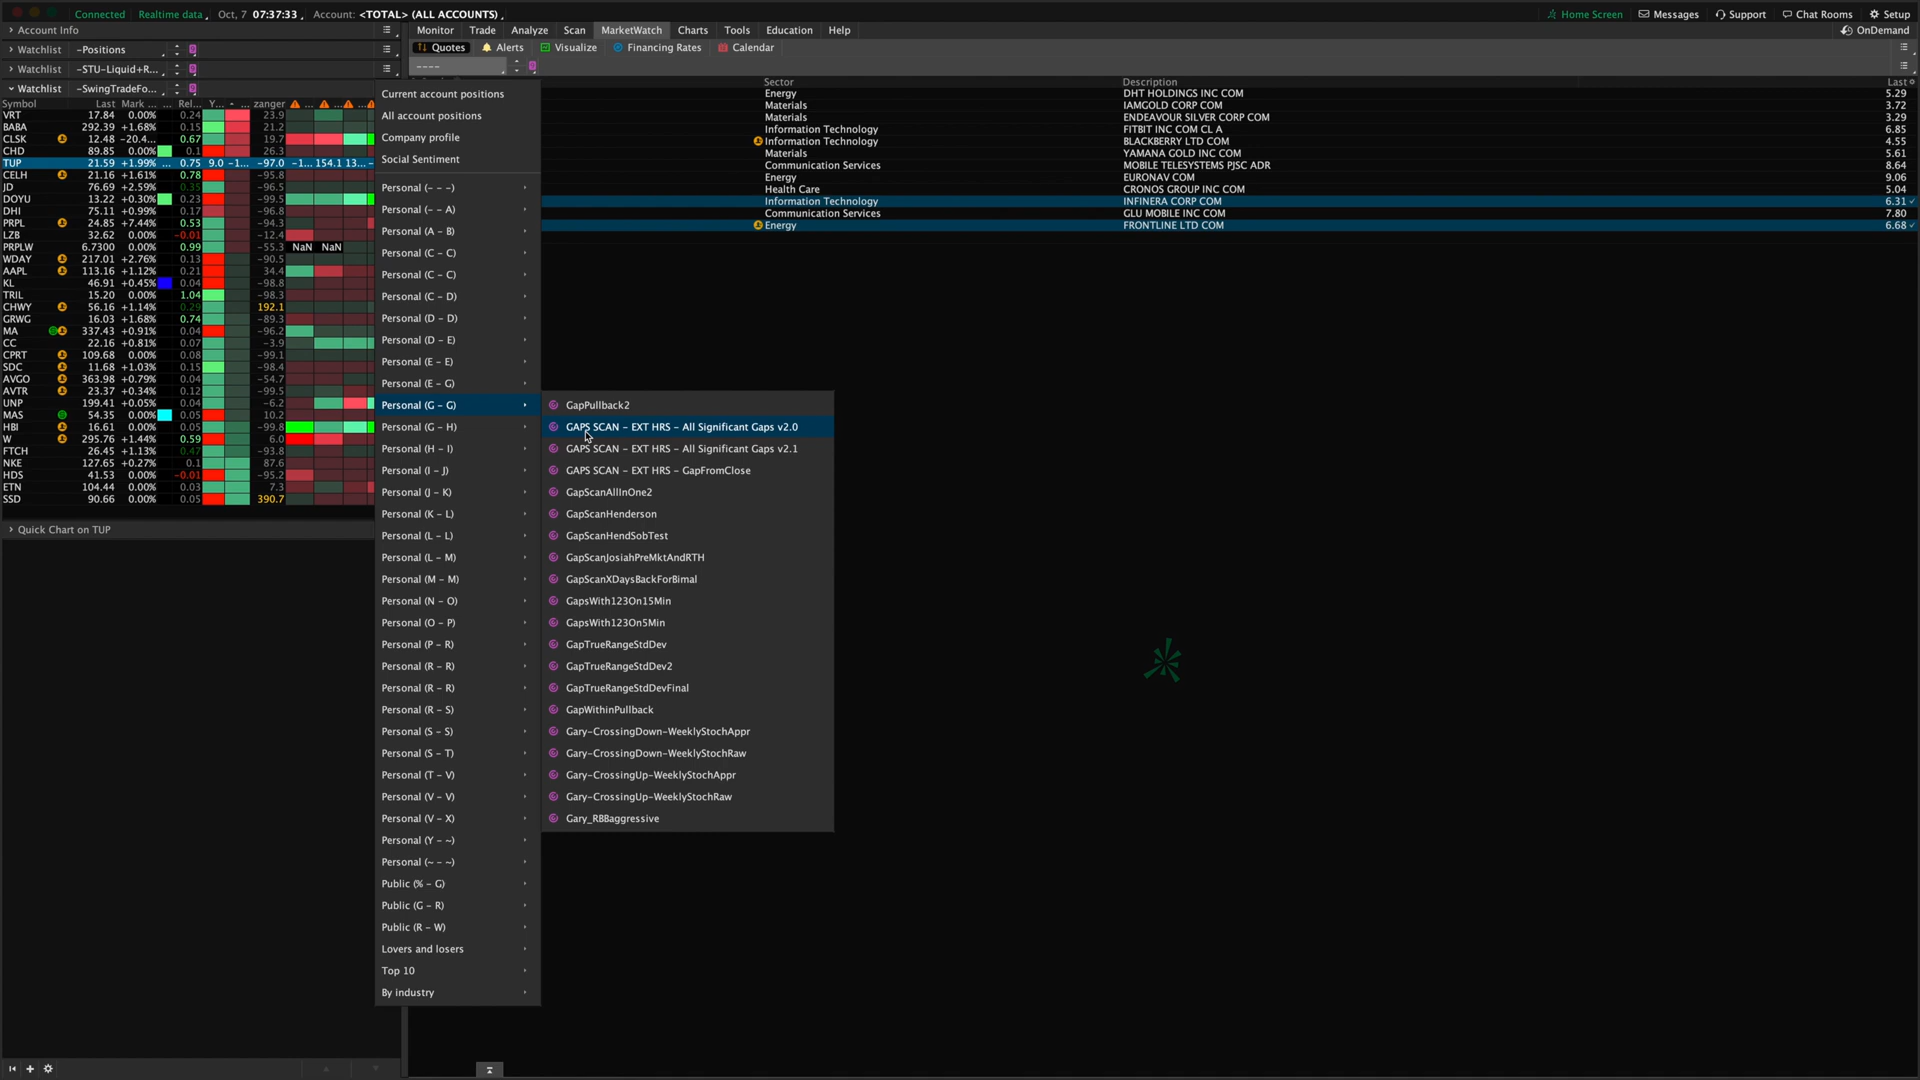 Connected Realtime data Oct, 7 07:37:33 Account: <TOTAL> (ALL ACCOUNTS) Home Screen Messages Support Chat Rooms Setup
Account Info Monitor Trade Analyze Scan MarketWatch Charts Tools Education Help OnDemand
Watchlist ~Positions Quotes Alerts Visualize Financing Rates Calendar
Watchlist ~STU-Liquid+R... ----
Watchlist ~SwingTradeFo...
Symbol Last Mark ... Rel... Y... ... zanger ...
VRT 17.84 0.00% 0.24 23.9
BABA 292.39 +1.68% 0.15 21.2
CLSK 12.48 -20.4... 0.67 19.7
CHD 89.85 0.00% 0.1 26.3
TUP 21.59 +1.99% ... 0.75 9.0 -1... -97.0 -1... 154.1 13...
CELH 21.16 +1.61% 0.78 -95.8
JD 76.69 +2.59% 0.35 -96.5
DOYU 13.22 +0.30% 0.26 -99.5
DHI 75.11 +0.99% 0.17 -96.8
PRPL 24.85 +7.44% 0.53 -94.3
LZB 32.62 0.00% -0.01 -12.4
PRPLW 6.7300 0.00% 0.99 -55.3 NaN NaN
WDAY 217.01 +2.76% 0.13 -90.5
AAPL 113.16 +1.12% 0.21 34.4
KL 46.91 +0.45% 0.04 -98.8
TRIL 15.20 0.00% 1.04 -98.3
CHWY 56.16 +1.14% 0.29 192.1
GRWG 16.03 +1.68% 0.74 -89.3
MA 337.43 +0.91% 0.04 -96.2
CC 22.16 +0.81% 0.07 -3.9
CPRT 109.68 0.00% 0.08 -99.1
SDC 11.68 +1.03% 0.15 -98.4
AVGO 363.98 +0.79% 0.04 -54.7
AVTR 23.37 +0.34% 0.12 -99.5
UNP 199.41 +0.05% 0.04 -6.2
MAS 54.35 0.00% 0.05 10.2
HBI 16.61 0.00% 0.05 -99.8
W 295.76 +1.44% 0.59 6.0
FTCH 26.45 +1.13% 0.47 -93.8
NKE 127.65 +0.27% 0.1 87.6
HDS 41.53 0.00% -0.01 -95.2
ETN 104.44 0.00% 0.03 7.3
SSD 90.66 0.00% 0.05 390.7
Quick Chart on TUP
Current account positions
All account positions
Company profile
Social Sentiment
Personal (- - ~)
Personal (- - A)
Personal (A - B)
Personal (C - C)
Personal (C - C)
Personal (C - D)
Personal (D - D)
Personal (D - E)
Personal (E - E)
Personal (E - G)
Personal (G - G)
Personal (G - H)
Personal (H - I)
Personal (I - J)
Personal (J - K)
Personal (K - L)
Personal (L - L)
Personal (L - M)
Personal (M - M)
Personal (N - O)
Personal (O - P)
Personal (P - R)
Personal (R - R)
Personal (R - R)
Personal (R - S)
Personal (S - S)
Personal (S - T)
Personal (T - V)
Personal (V - V)
Personal (V - X)
Personal (Y - ~)
Personal (~ - ~)
Public (% - G)
Public (G - R)
Public (R - W)
Lovers and losers
Top 10
By industry
GapPullback2
GAPS SCAN - EXT HRS - All Significant Gaps v2.0
GAPS SCAN - EXT HRS - All Significant Gaps v2.1
GAPS SCAN - EXT HRS - GapFromClose
GapScanAllInOne2
GapScanHenderson
GapScanHendSobTest
GapScanJosiahPreMktAndRTH
GapScanXDaysBackForBimal
GapsWith123On15Min
GapsWith123On5Min
GapTrueRangeStdDev
GapTrueRangeStdDev2
GapTrueRangeStdDevFinal
GapWithinPullback
Gary-CrossingDown-WeeklyStochAppr
Gary-CrossingDown-WeeklyStochRaw
Gary-CrossingUp-WeeklyStochAppr
Gary-CrossingUp-WeeklyStochRaw
Gary_RBBaggressive
Sector Description Last
Energy DHT HOLDINGS INC COM 5.29
Materials IAMGOLD CORP COM 3.72
Materials ENDEAVOUR SILVER CORP COM 3.29
Information Technology FITBIT INC COM CL A 6.85
Information Technology BLACKBERRY LTD COM 4.55
Materials YAMANA GOLD INC COM 5.61
Communication Services MOBILE TELESYSTEMS PJSC ADR 8.64
Energy EURONAV COM 9.06
Health Care CRONOS GROUP INC COM 5.04
Information Technology INFINERA CORP COM 6.31
Communication Services GLU MOBILE INC COM 7.80
Energy FRONTLINE LTD COM 6.68